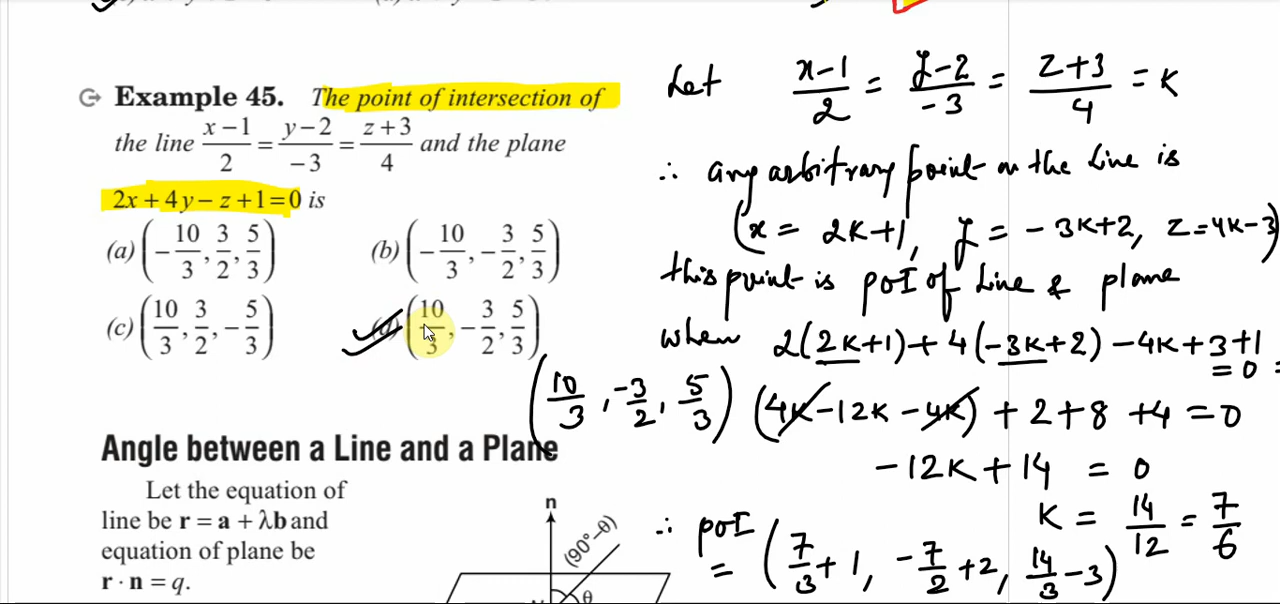 Example 45. The point of intersection of
the line (x−1)/2 = (y−2)/−3 = (z+3)/4 and the plane
2x+4y−z+1=0 is
(a) (−10/3, 3/2, 5/3) (b) (−10/3, −3/2, 5/3)
(c) (10/3, 3/2, −5/3) (d) (10/3, −3/2, 5/3)
Angle between a Line and a Plane
Let the equation of
line be r = a + λb and
equation of plane be
r · n = q.
n
(90°−θ)
θ
Let (x−1)/2 = (y−2)/−3 = (z+3)/4 = K
∴ any arbitrary point on the line is
(x = 2K+1, y = −3K+2, z=4K−3)
this point is POI of Line & plane
when 2(2K+1)+4(−3K+2)−4K+3+1
=0
(10/3, −3/2, 5/3) (4K−12K−4K)+2+8+4=0
−12K+14 = 0
K = 14/12 = 7/6
∴ POI
= (7/3+1, −7/2+2, 14/3−3)